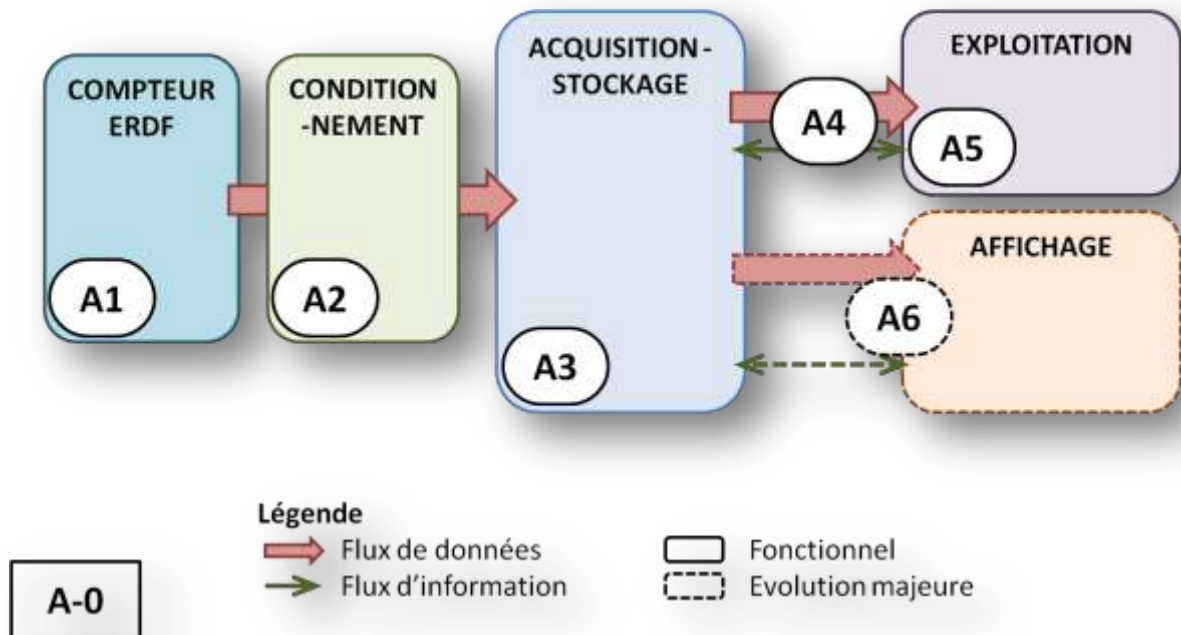 COMPTEUR
ERDF
A1
CONDITION
-NEMENT
A2
ACQUISITION -
STOCKAGE
A3
A4
EXPLOITATION
A5
AFFICHAGE
A6
Légende
Flux de données
Flux d'information
Fonctionnel
Evolution majeure
A-0